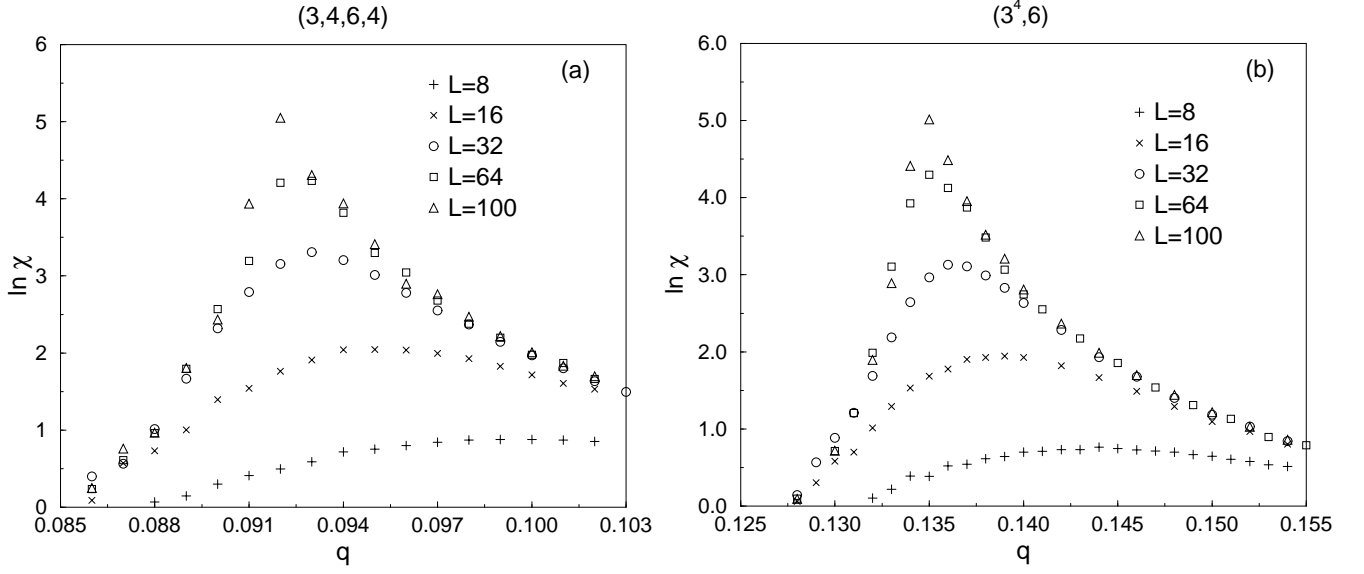 (3,4,6,4)
6
5
4
3
2
1
0
ln χ
0.085
0.088
0.091
0.094
0.097
0.100
0.103
q
(a)
L=8
L=16
L=32
L=64
L=100
(3⁴,6)
6.0
5.0
4.0
3.0
2.0
1.0
0.0
ln χ
0.125
0.130
0.135
0.140
0.145
0.150
0.155
q
(b)
L=8
L=16
L=32
L=64
L=100